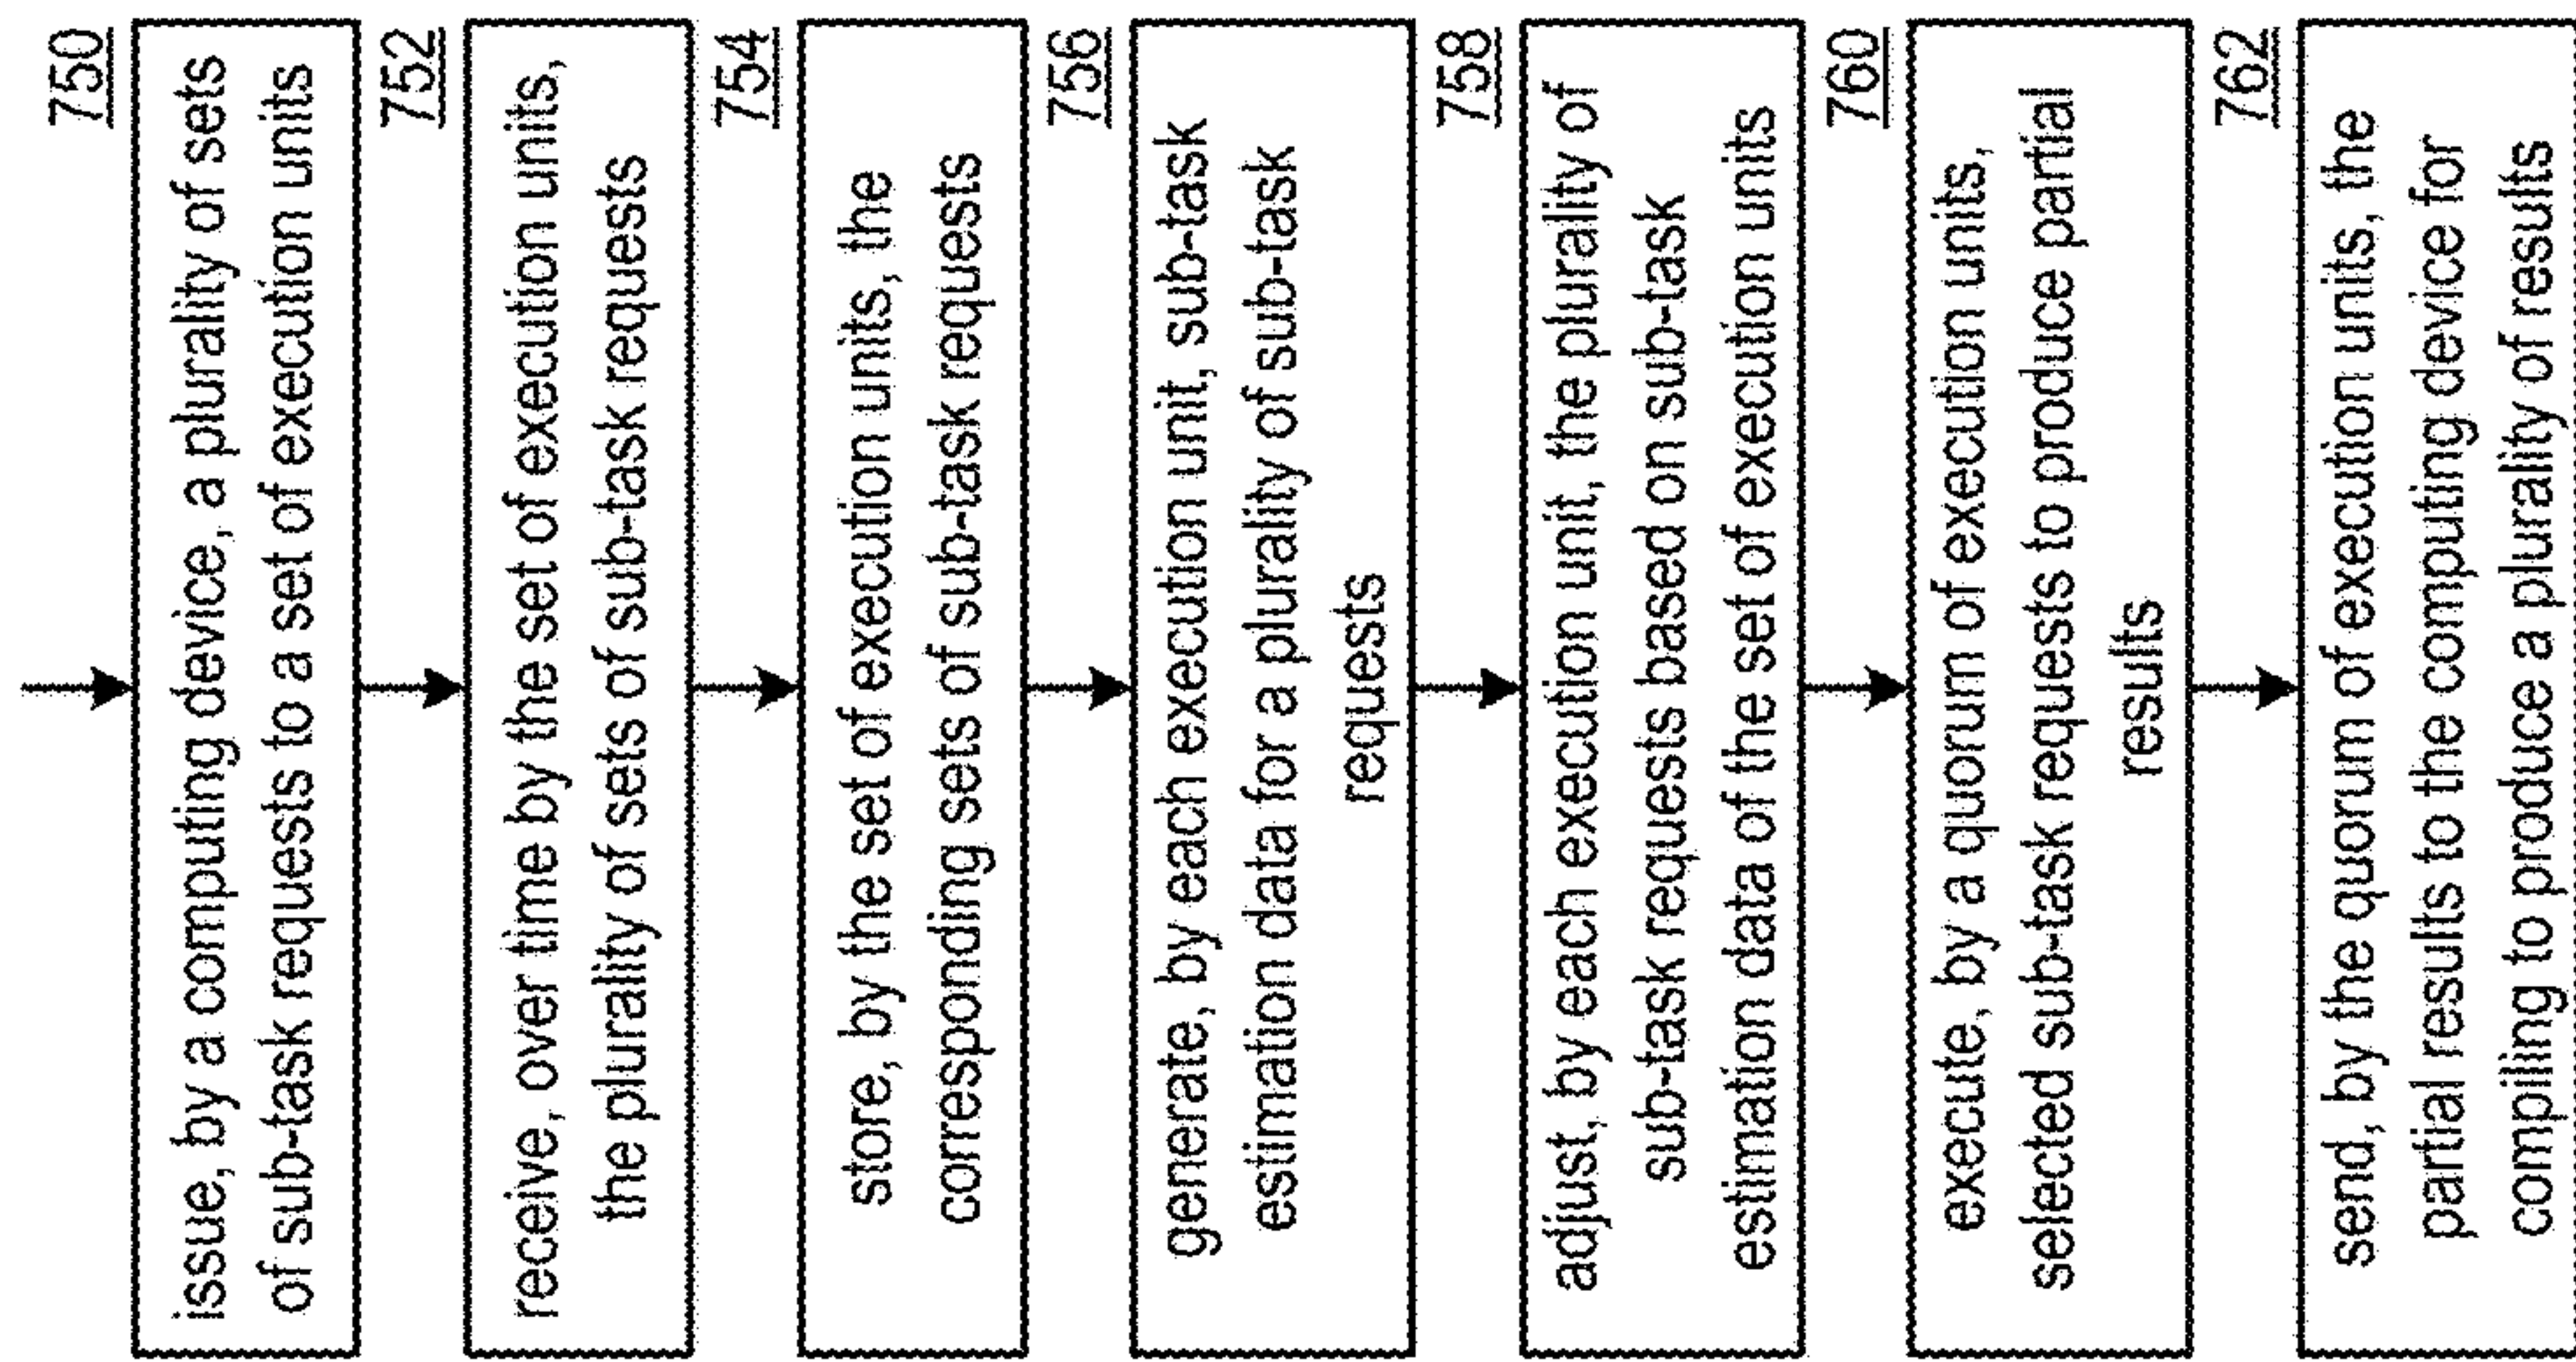 750
issue, by a computing device, a plurality of sets
of sub-task requests to a set of execution units
752
receive, over time by the set of execution units,
the plurality of sets of sub-task requests
754
store, by the set of execution units, the
corresponding sets of sub-task requests
756
generate, by each execution unit, sub-task
estimation data for a plurality of sub-task
requests
758
adjust, by each execution unit, the plurality of
sub-task requests based on sub-task
estimation data of the set of execution units
760
execute, by a quorum of execution units,
selected sub-task requests to produce partial
results
762
send, by the quorum of execution units, the
partial results to the computing device for
compiling to produce a plurality of results